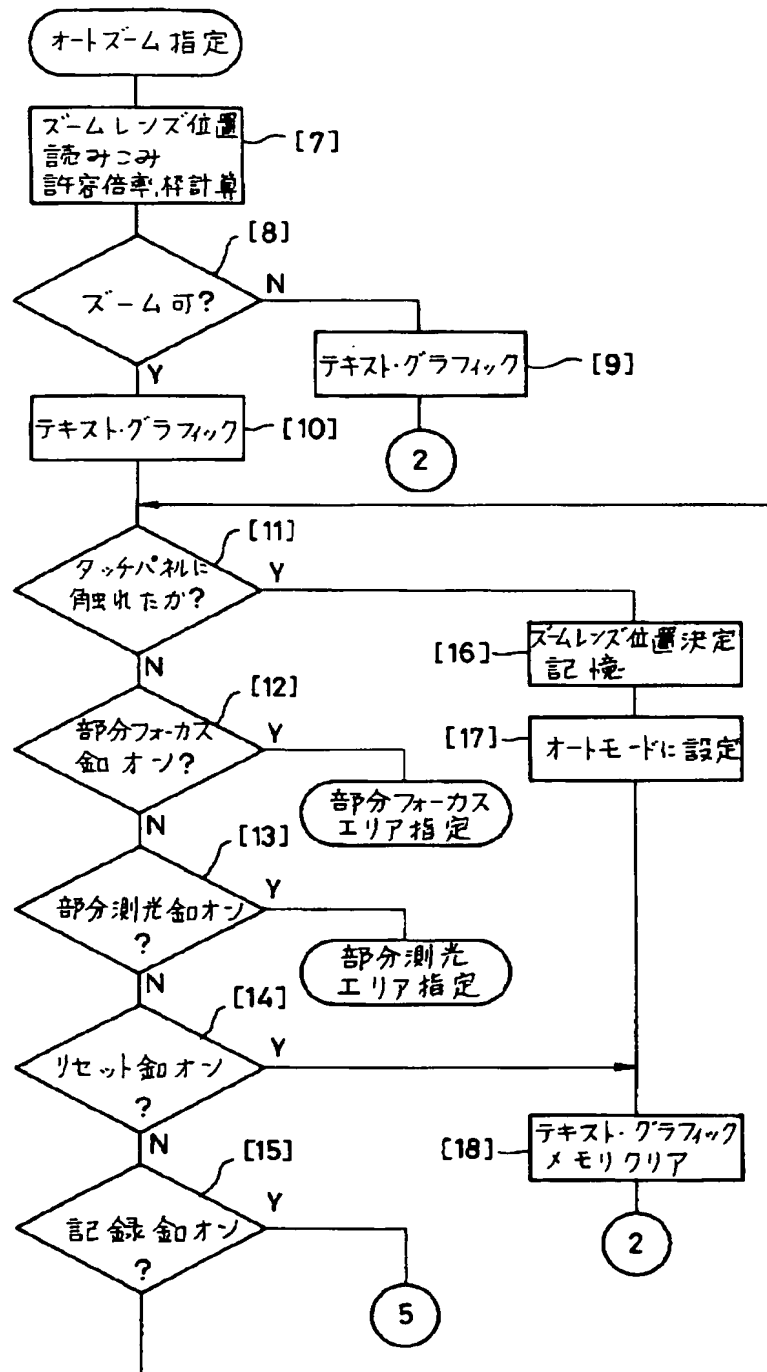 オートズーム指定
ズームレンズ位置
読みこみ
許容倍率,枠計算
[7]
[8]
ズーム可?
N
Y
テキスト・グラフィック
[9]
2
テキスト・グラフィック
[10]
[11]
タッチパネルに
触れたか?
Y
N
[16]
ズームレンズ位置決定
記憶
[17]
オートモードに設定
[12]
部分フォーカス
釦オン?
Y
N
部分フォーカス
エリア指定
[13]
部分測光釦オン
?
Y
N
部分測光
エリア指定
[14]
リセット釦オン
?
Y
N
[18]
テキスト・グラフィック
メモリクリア
2
[15]
記録釦オン
?
Y
5